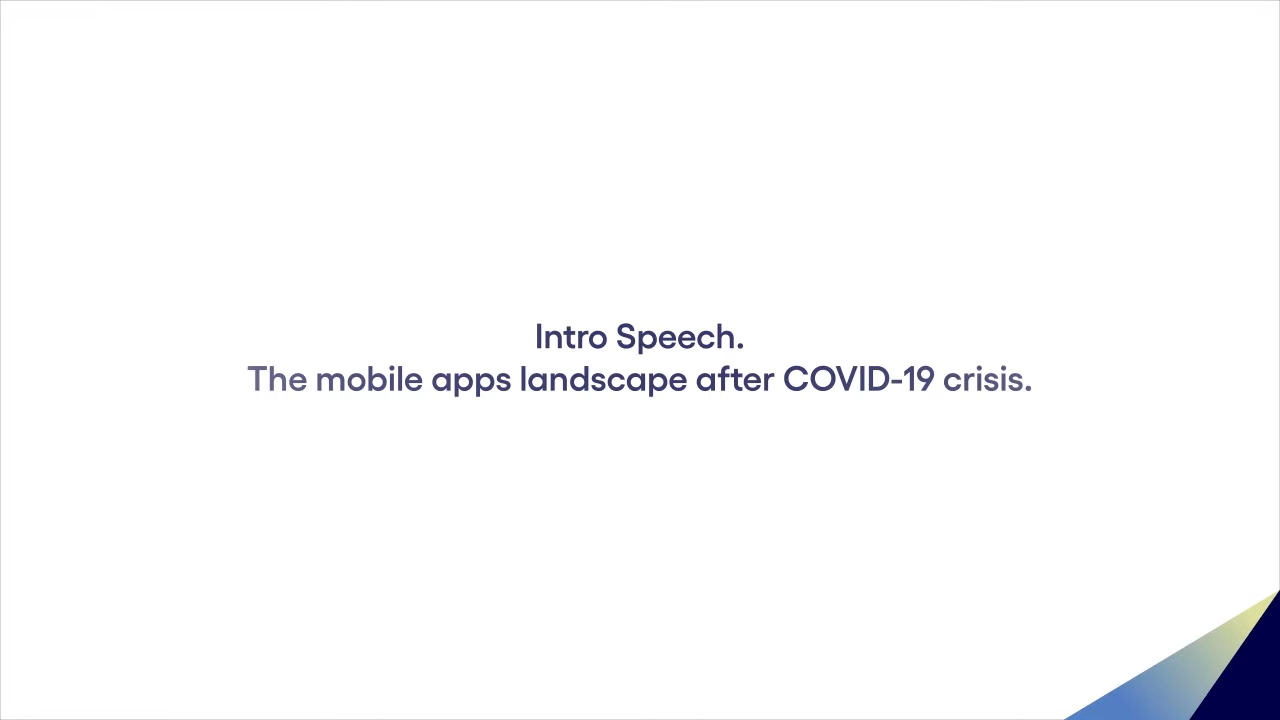 Intro Speech.
The mobile apps landscape after COVID-19 crisis.